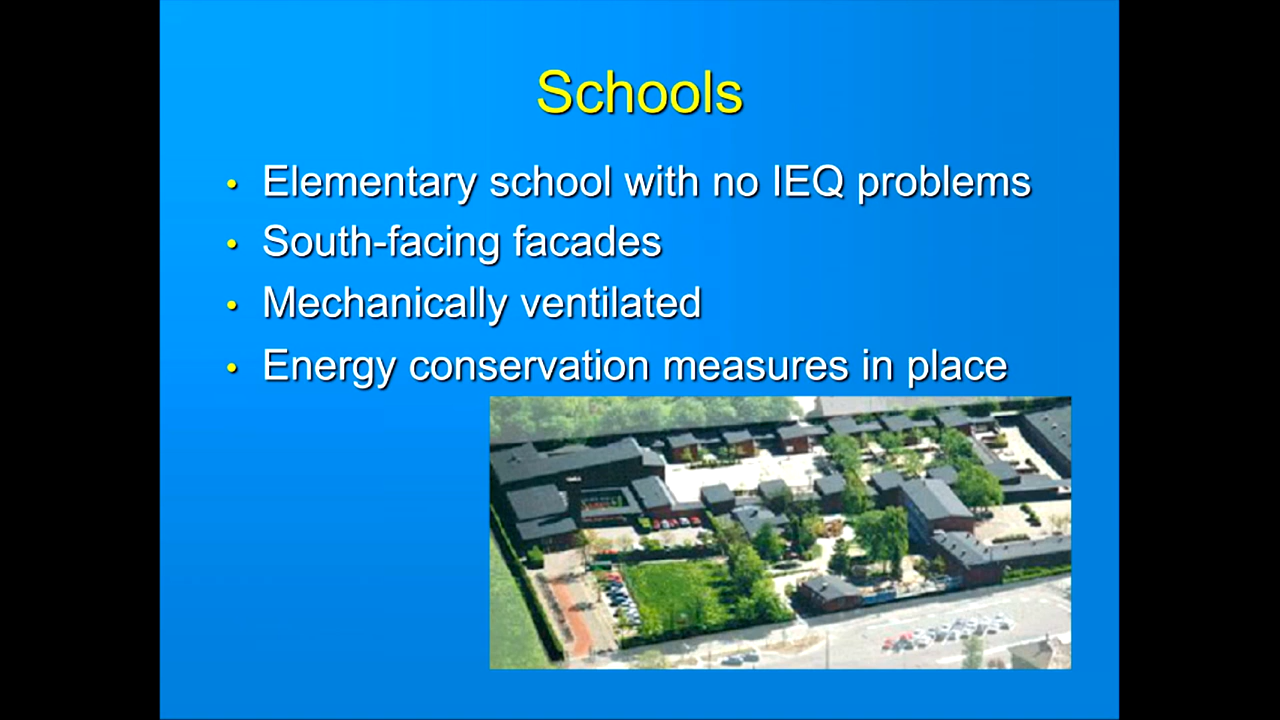 Schools
• Elementary school with no IEQ problems
• South-facing facades
• Mechanically ventilated
• Energy conservation measures in place